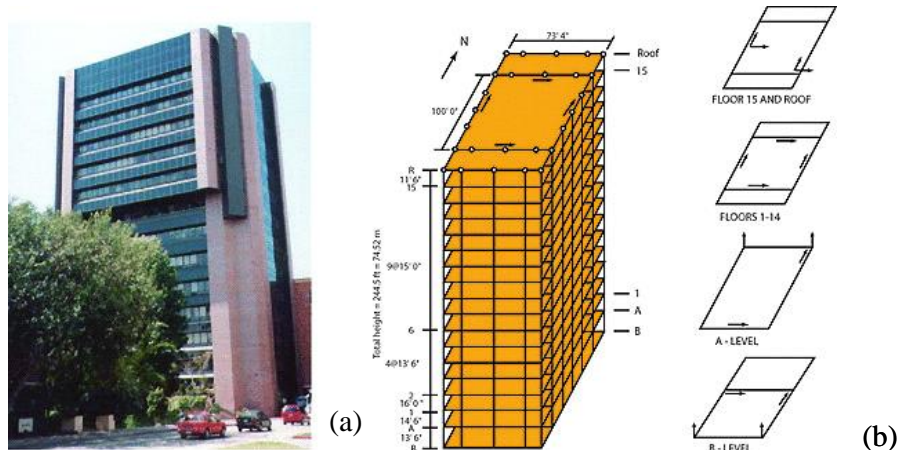 (a)
N
73' 4"
100' 0"
Roof
15
R
11' 6"
15
9@15' 0"
Total height = 244.5 ft = 74.52 m
6
4@13' 6"
2
16' 0"
1
14' 6"
A
13' 6"
B
1
A
B
FLOOR 15 AND ROOF
FLOORS 1-14
A - LEVEL
B - LEVEL
(b)